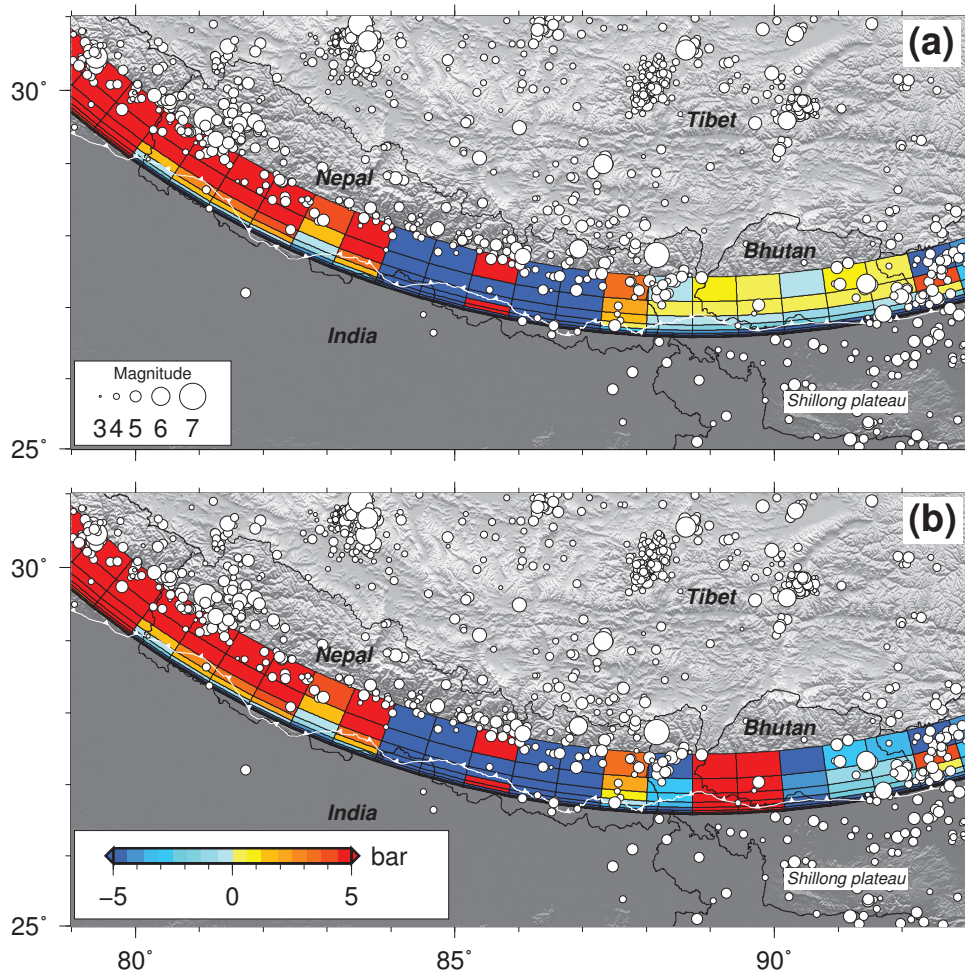 (a)
30˚
Tibet
Nepal
Bhutan
India
Magnitude
3 4 5 6 7
Shillong plateau
25˚
(b)
30˚
Tibet
Nepal
Bhutan
India
bar
−5 0 5
Shillong plateau
25˚
80˚ 85˚ 90˚